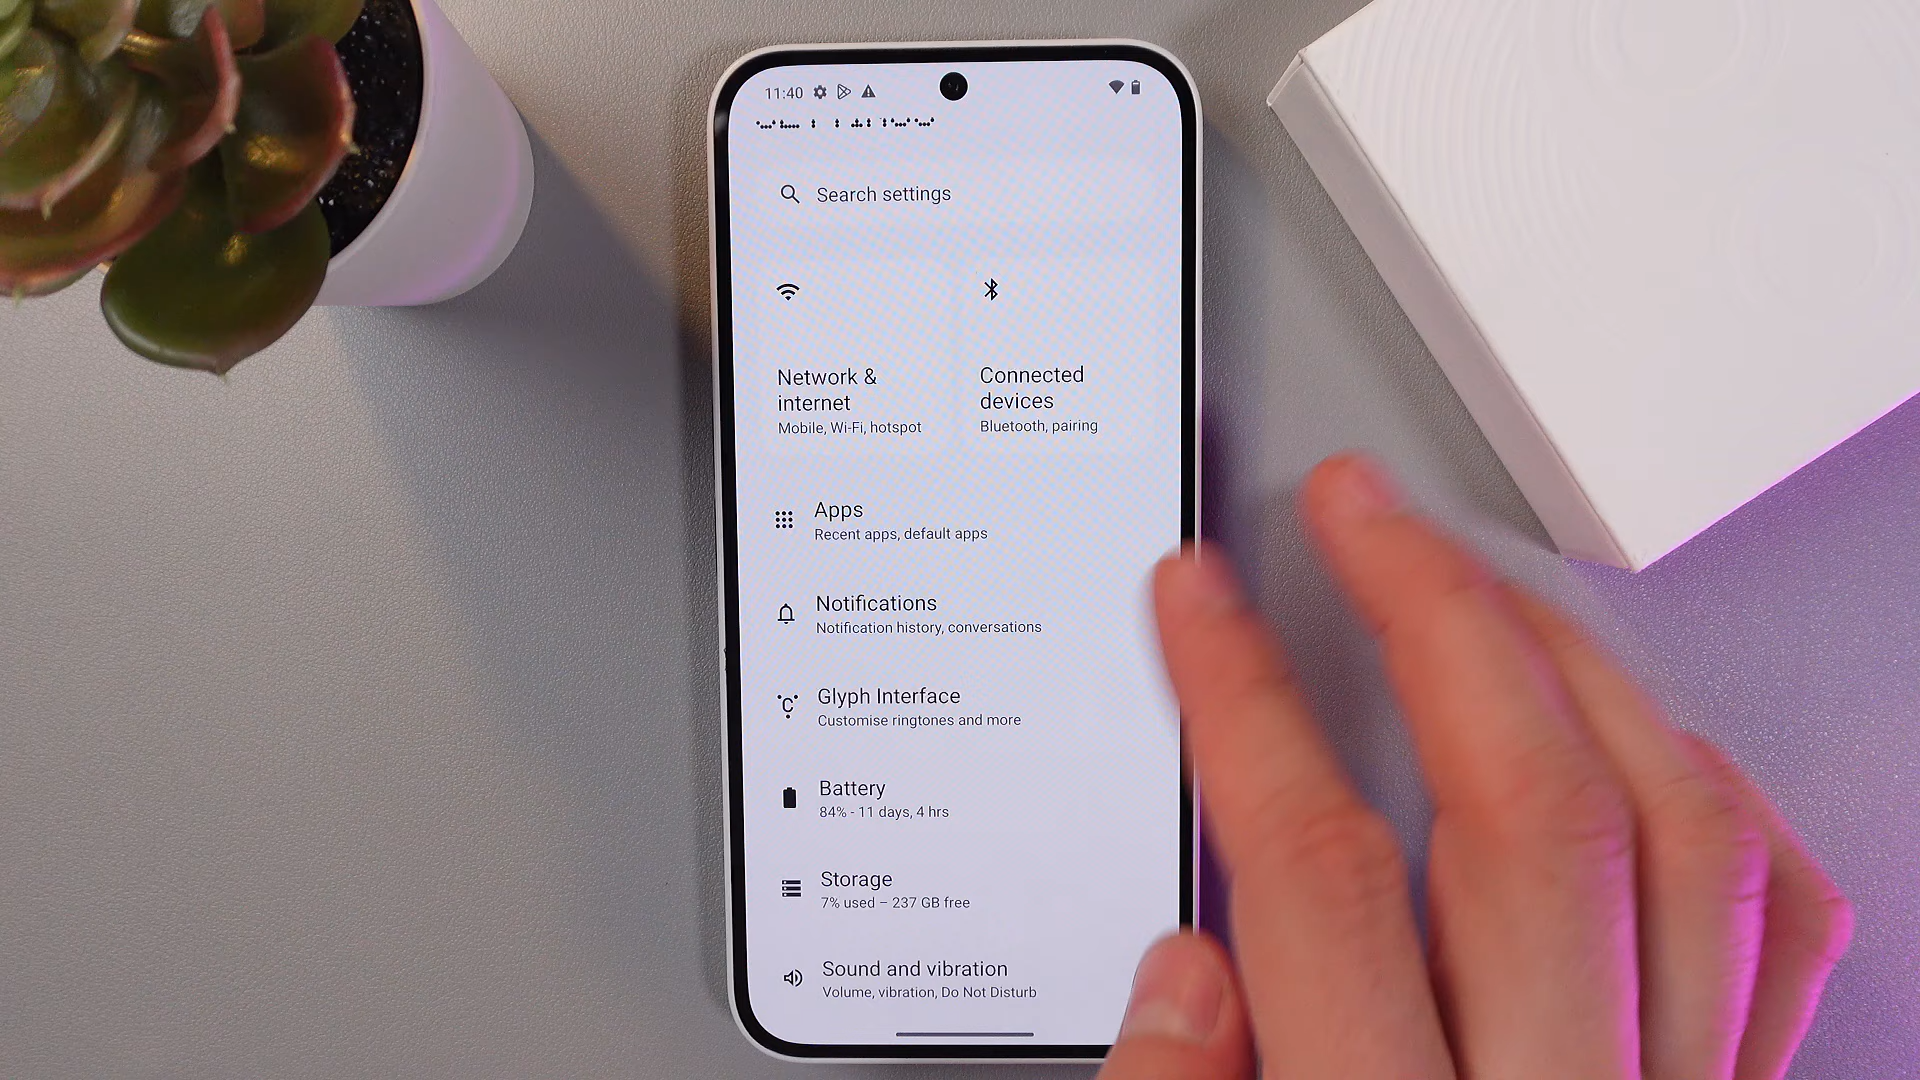 11:40
Search settings
Network &
internet
Mobile, Wi-Fi, hotspot
Connected
devices
Bluetooth, pairing
Apps
Recent apps, default apps
Notifications
Notification history, conversations
Glyph Interface
Customise ringtones and more
Battery
84% - 11 days, 4 hrs
Storage
7% used – 237 GB free
Sound and vibration
Volume, vibration, Do Not Disturb